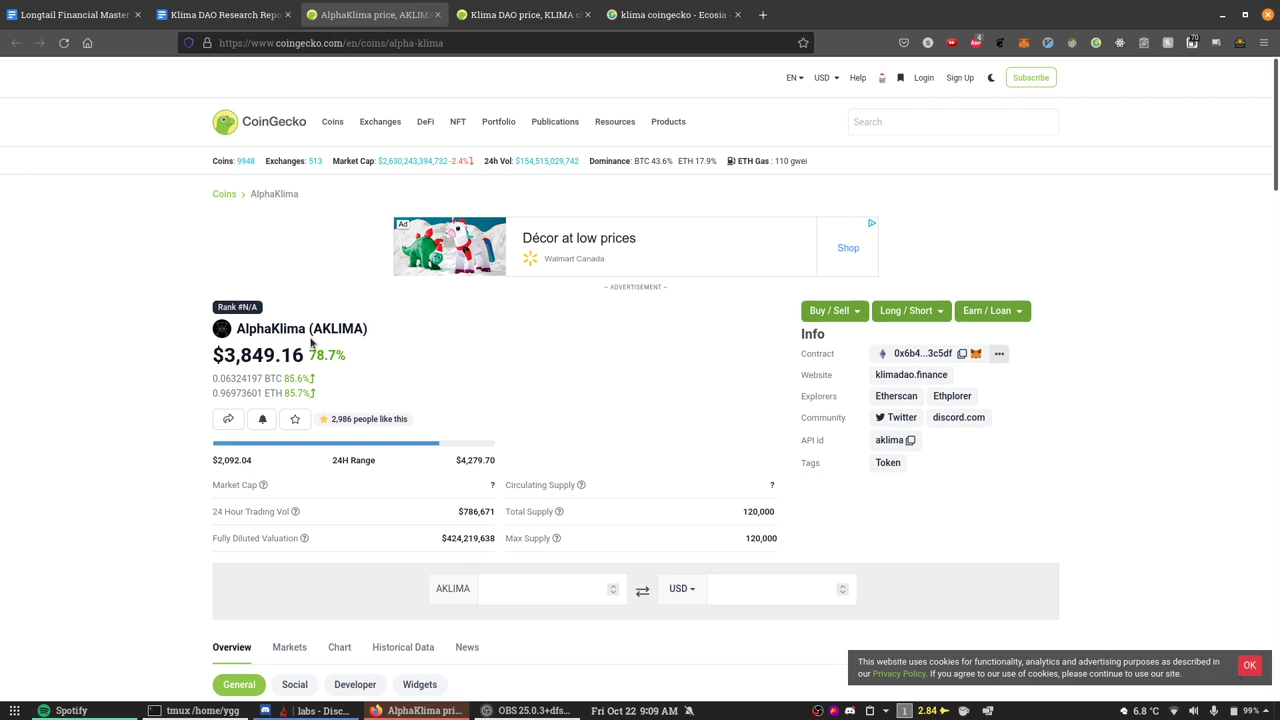 Longtail Financial Master
Klima DAO Research Repo
AlphaKlima price, AKLIMA
Klima DAO price, KLIMA cl
klima coingecko - Ecosia
https://www.coingecko.com/en/coins/alpha-klima
4
70
EN
USD
Help
Login
Sign Up
Subscribe
CoinGecko
Coins
Exchanges
DeFi
NFT
Portfolio
Publications
Resources
Products
Search
Coins: 9948
Exchanges: 513
Market Cap: $2,630,243,394,732 -2.4%
24h Vol: $154,515,029,742
Dominance: BTC 43.6% ETH 17.9%
ETH Gas : 110 gwei
Coins > AlphaKlima
Ad
Décor at low prices
Walmart Canada
Shop
– ADVERTISEMENT –
Rank #N/A
AlphaKlima (AKLIMA)
$3,849.16 78.7%
0.06324197 BTC 85.6%
0.96973601 ETH 85.7%
2,986 people like this
$2,092.04
24H Range
$4,279.70
Market Cap ?
Circulating Supply ?
24 Hour Trading Vol $786,671
Total Supply 120,000
Fully Diluted Valuation $424,219,638
Max Supply 120,000
Buy / Sell
Long / Short
Earn / Loan
Info
Contract 0x6b4...3c5df
Website klimadao.finance
Explorers Etherscan Ethplorer
Community Twitter discord.com
API id aklima
Tags Token
AKLIMA
USD
Overview
Markets
Chart
Historical Data
News
General
Social
Developer
Widgets
This website uses cookies for functionality, analytics and advertising purposes as described in
our Privacy Policy. If you agree to our use of cookies, please continue to use our site.
OK
Spotify
tmux/home/ygg
| labs - Disc...
AlphaKlima pri...
OBS 25.0.3+dfs...
Fri Oct 22 9:09 AM
1
2.84
6.8 °C
99%